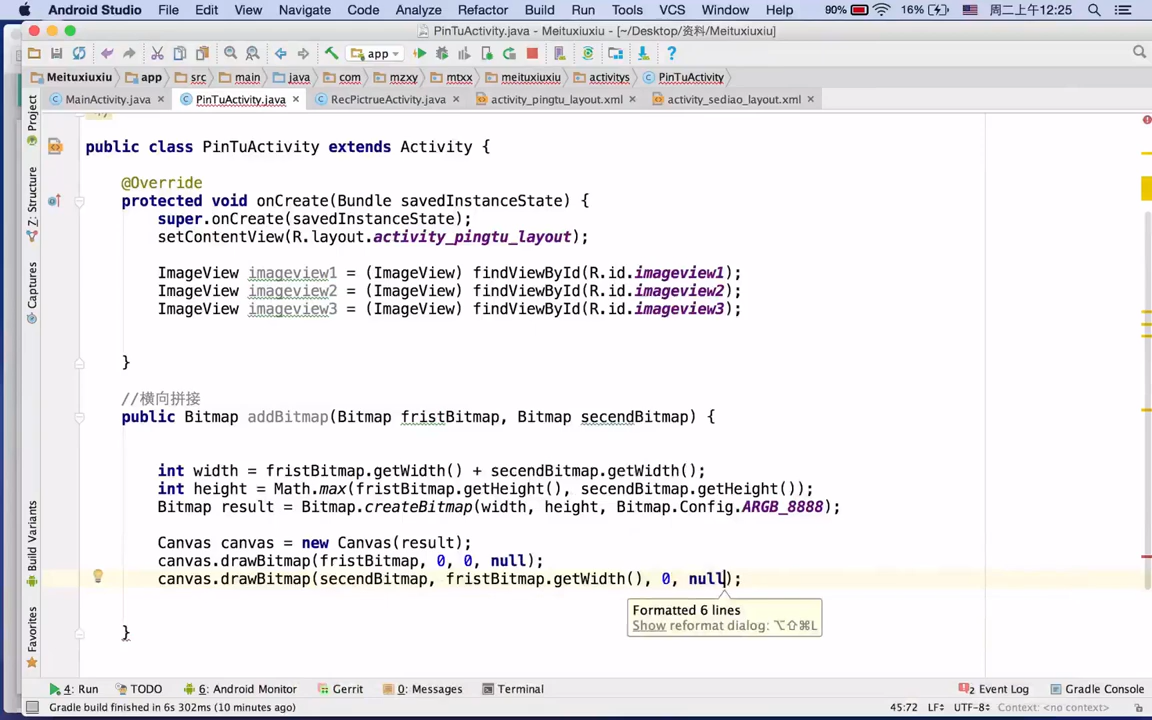 Android Studio File Edit View Navigate Code Analyze Refactor Build Run Tools VCS Window Help 90% 16% 周二上午12:25
PinTuActivity.java - Meituxiuxiu - [~/Desktop/资料/Meituxiuxiu]
app
Meituxiuxiu app src main java com mzxy mtxx meituxiuxiu activitys PinTuActivity
MainActivity.java PinTuActivity.java RecPictrueActivity.java activity_pingtu_layout.xml activity_sediao_layout.xml
Project
Z: Structure
Captures
Build Variants
Favorites
*/
public class PinTuActivity extends Activity {
@Override
protected void onCreate(Bundle savedInstanceState) {
super.onCreate(savedInstanceState);
setContentView(R.layout.activity_pingtu_layout);
ImageView imageview1 = (ImageView) findViewById(R.id.imageview1);
ImageView imageview2 = (ImageView) findViewById(R.id.imageview2);
ImageView imageview3 = (ImageView) findViewById(R.id.imageview3);
}
//横向拼接
public Bitmap addBitmap(Bitmap fristBitmap, Bitmap secendBitmap) {
int width = fristBitmap.getWidth() + secendBitmap.getWidth();
int height = Math.max(fristBitmap.getHeight(), secendBitmap.getHeight());
Bitmap result = Bitmap.createBitmap(width, height, Bitmap.Config.ARGB_8888);
Canvas canvas = new Canvas(result);
canvas.drawBitmap(fristBitmap, 0, 0, null);
canvas.drawBitmap(secendBitmap, fristBitmap.getWidth(), 0, null);
Formatted 6 lines
Show reformat dialog: ⌥⇧⌘L
}
4: Run TODO 6: Android Monitor Gerrit 0: Messages Terminal 2 Event Log Gradle Console
Gradle build finished in 6s 302ms (10 minutes ago) 45:72 LF÷ UTF-8÷ Context: <no context>